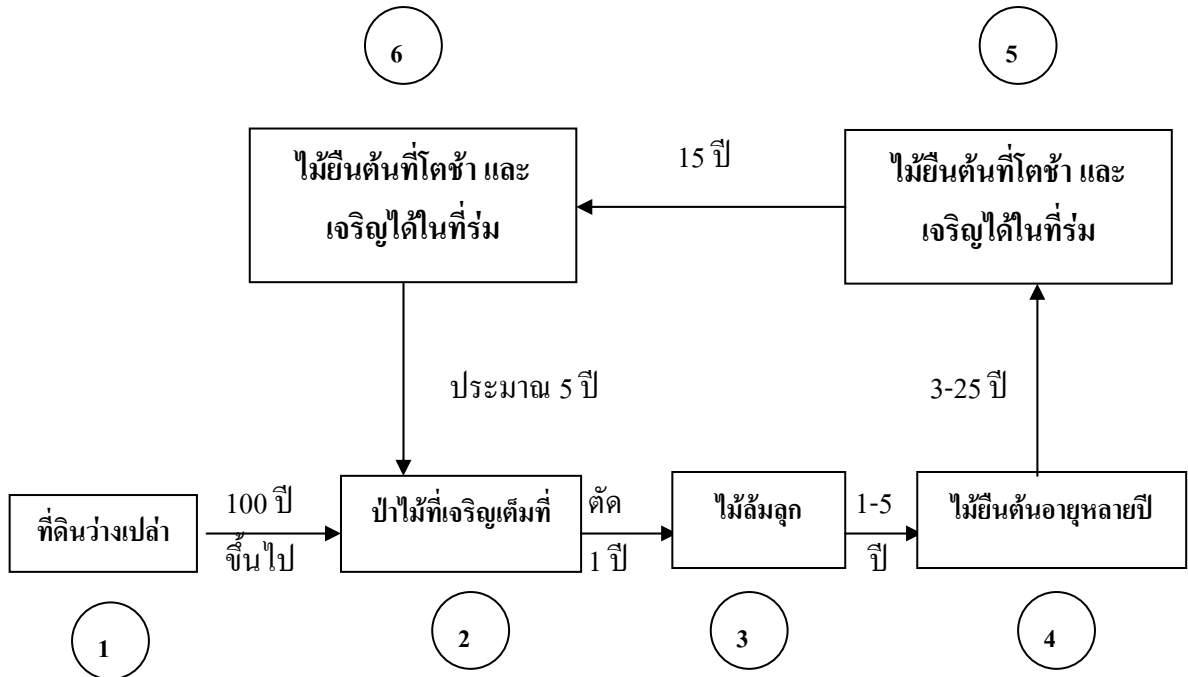 6
5
ไม้ยืนต้นที่โตช้า และ
เจริญได้ในที่ร่ม
15 ปี
ไม้ยืนต้นที่โตช้า และ
เจริญได้ในที่ร่ม
ประมาณ 5 ปี
3-25 ปี
ที่ดินว่างเปล่า
100 ปี
ขึ้นไป
ป่าไม้ที่เจริญเต็มที่
ตัด
1 ปี
ไม้ล้มลุก
1-5
ปี
ไม้ยืนต้นอายุหลายปี
1
2
3
4